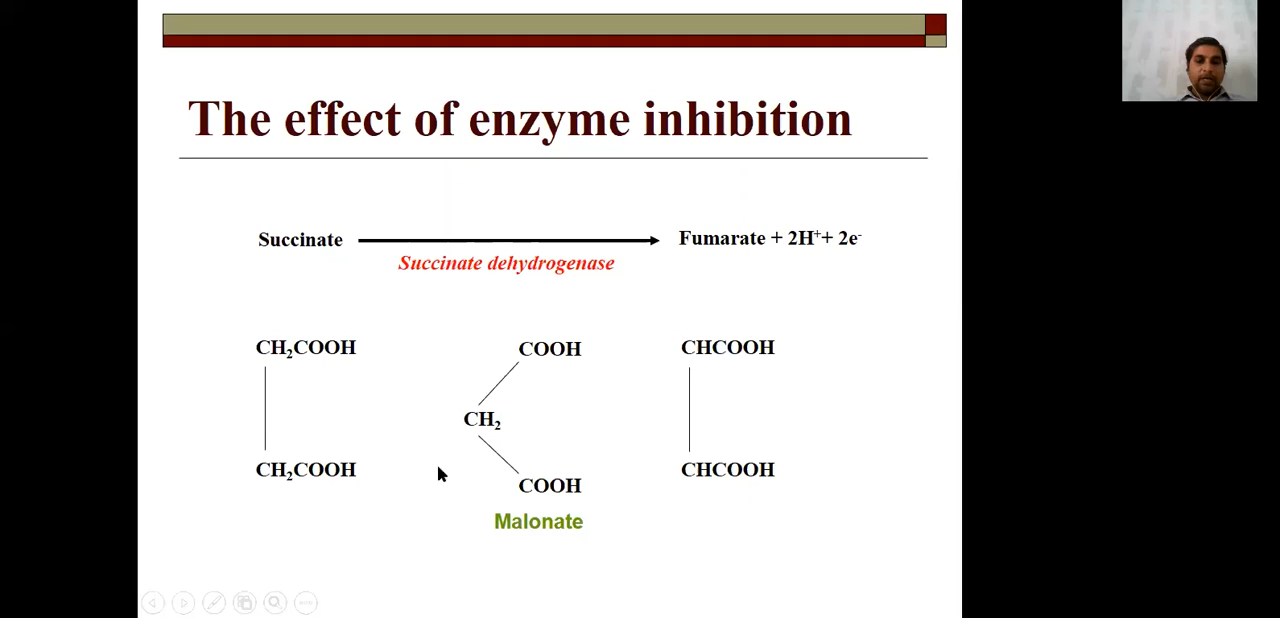 The effect of enzyme inhibition
Succinate
Fumarate + 2H⁺+ 2e⁻
Succinate dehydrogenase
CH₂COOH
COOH
CHCOOH
CH₂
CH₂COOH
COOH
CHCOOH
Malonate